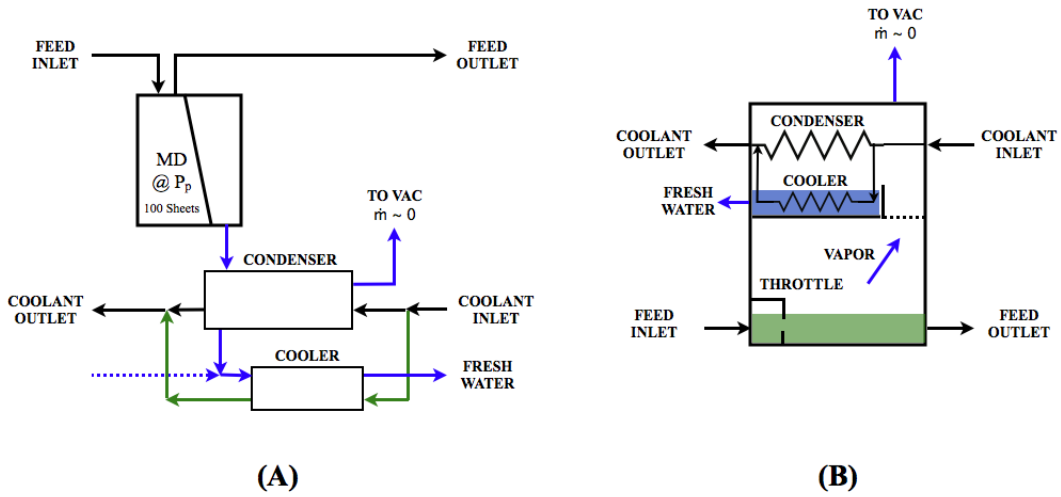 FEED
INLET
FEED
OUTLET
MD
@ Pₚ
100 Sheets
TO VAC
ṁ ~ 0
CONDENSER
COOLANT
OUTLET
COOLANT
INLET
COOLER
FRESH
WATER
(A)
TO VAC
ṁ ~ 0
CONDENSER
COOLANT
OUTLET
COOLANT
INLET
COOLER
FRESH
WATER
VAPOR
THROTTLE
FEED
INLET
FEED
OUTLET
(B)